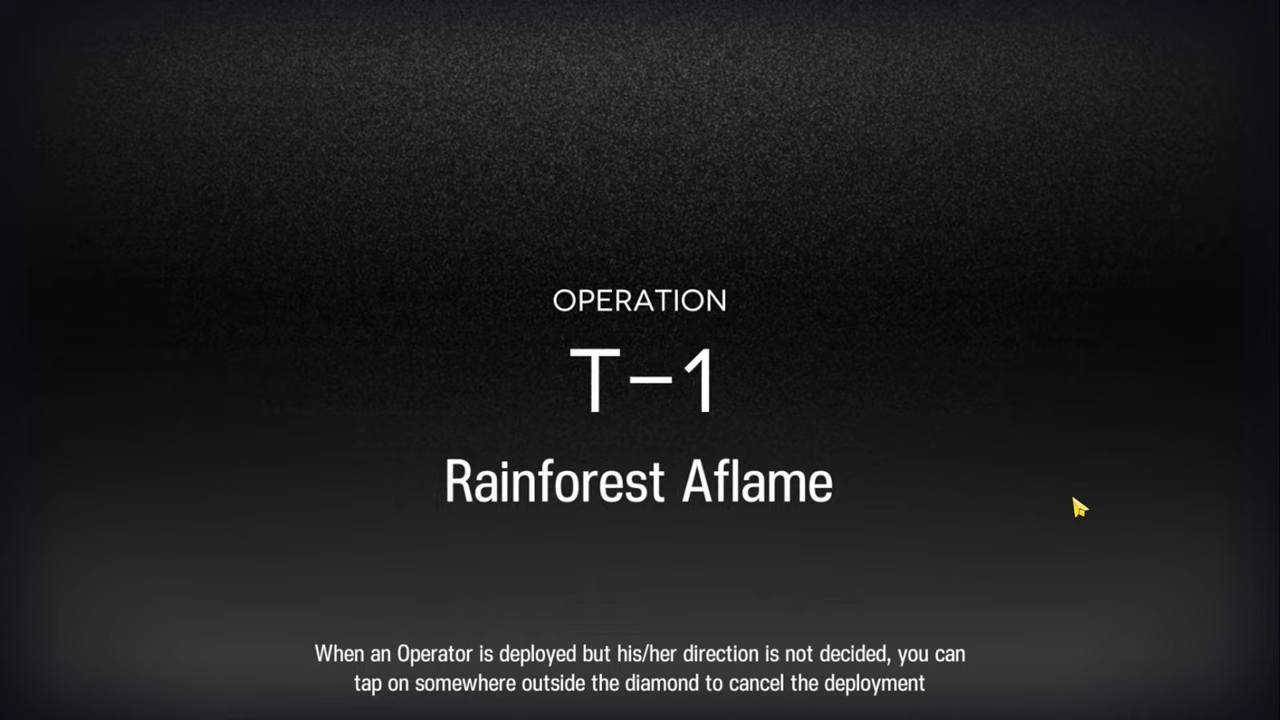 OPERATION
T-1
Rainforest Aflame
When an Operator is deployed but his/her direction is not decided, you can
tap on somewhere outside the diamond to cancel the deployment